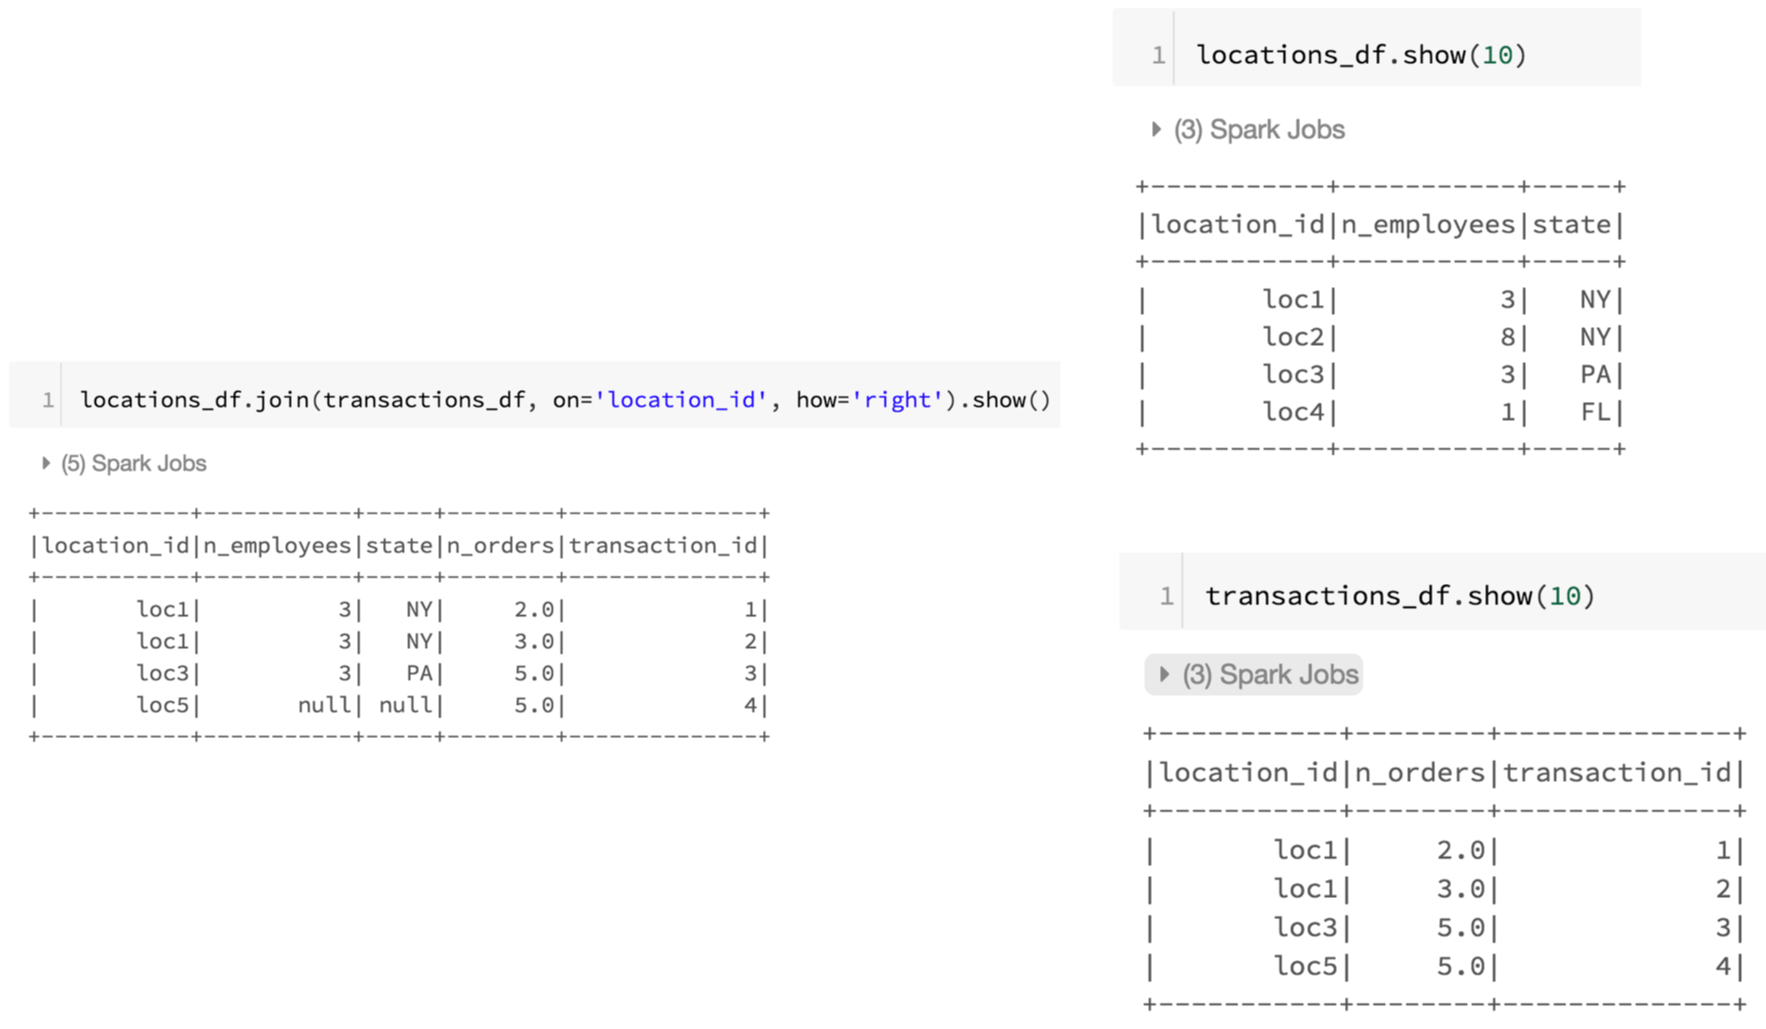 1 locations_df.join(transactions_df, on='location_id', how='right').show()
(5) Spark Jobs
+-----------+-----------+-----+--------+--------------+
|location_id|n_employees|state|n_orders|transaction_id|
+-----------+-----------+-----+--------+--------------+
|       loc1|          3|   NY|     2.0|             1|
|       loc1|          3|   NY|     3.0|             2|
|       loc3|          3|   PA|     5.0|             3|
|       loc5|       null| null|     5.0|             4|
+-----------+-----------+-----+--------+--------------+
1 locations_df.show(10)
(3) Spark Jobs
+-----------+-----------+-----+
|location_id|n_employees|state|
+-----------+-----------+-----+
|       loc1|          3|   NY|
|       loc2|          8|   NY|
|       loc3|          3|   PA|
|       loc4|          1|   FL|
+-----------+-----------+-----+
1 transactions_df.show(10)
(3) Spark Jobs
+-----------+--------+--------------+
|location_id|n_orders|transaction_id|
+-----------+--------+--------------+
|       loc1|     2.0|             1|
|       loc1|     3.0|             2|
|       loc3|     5.0|             3|
|       loc5|     5.0|             4|
+-----------+--------+--------------+